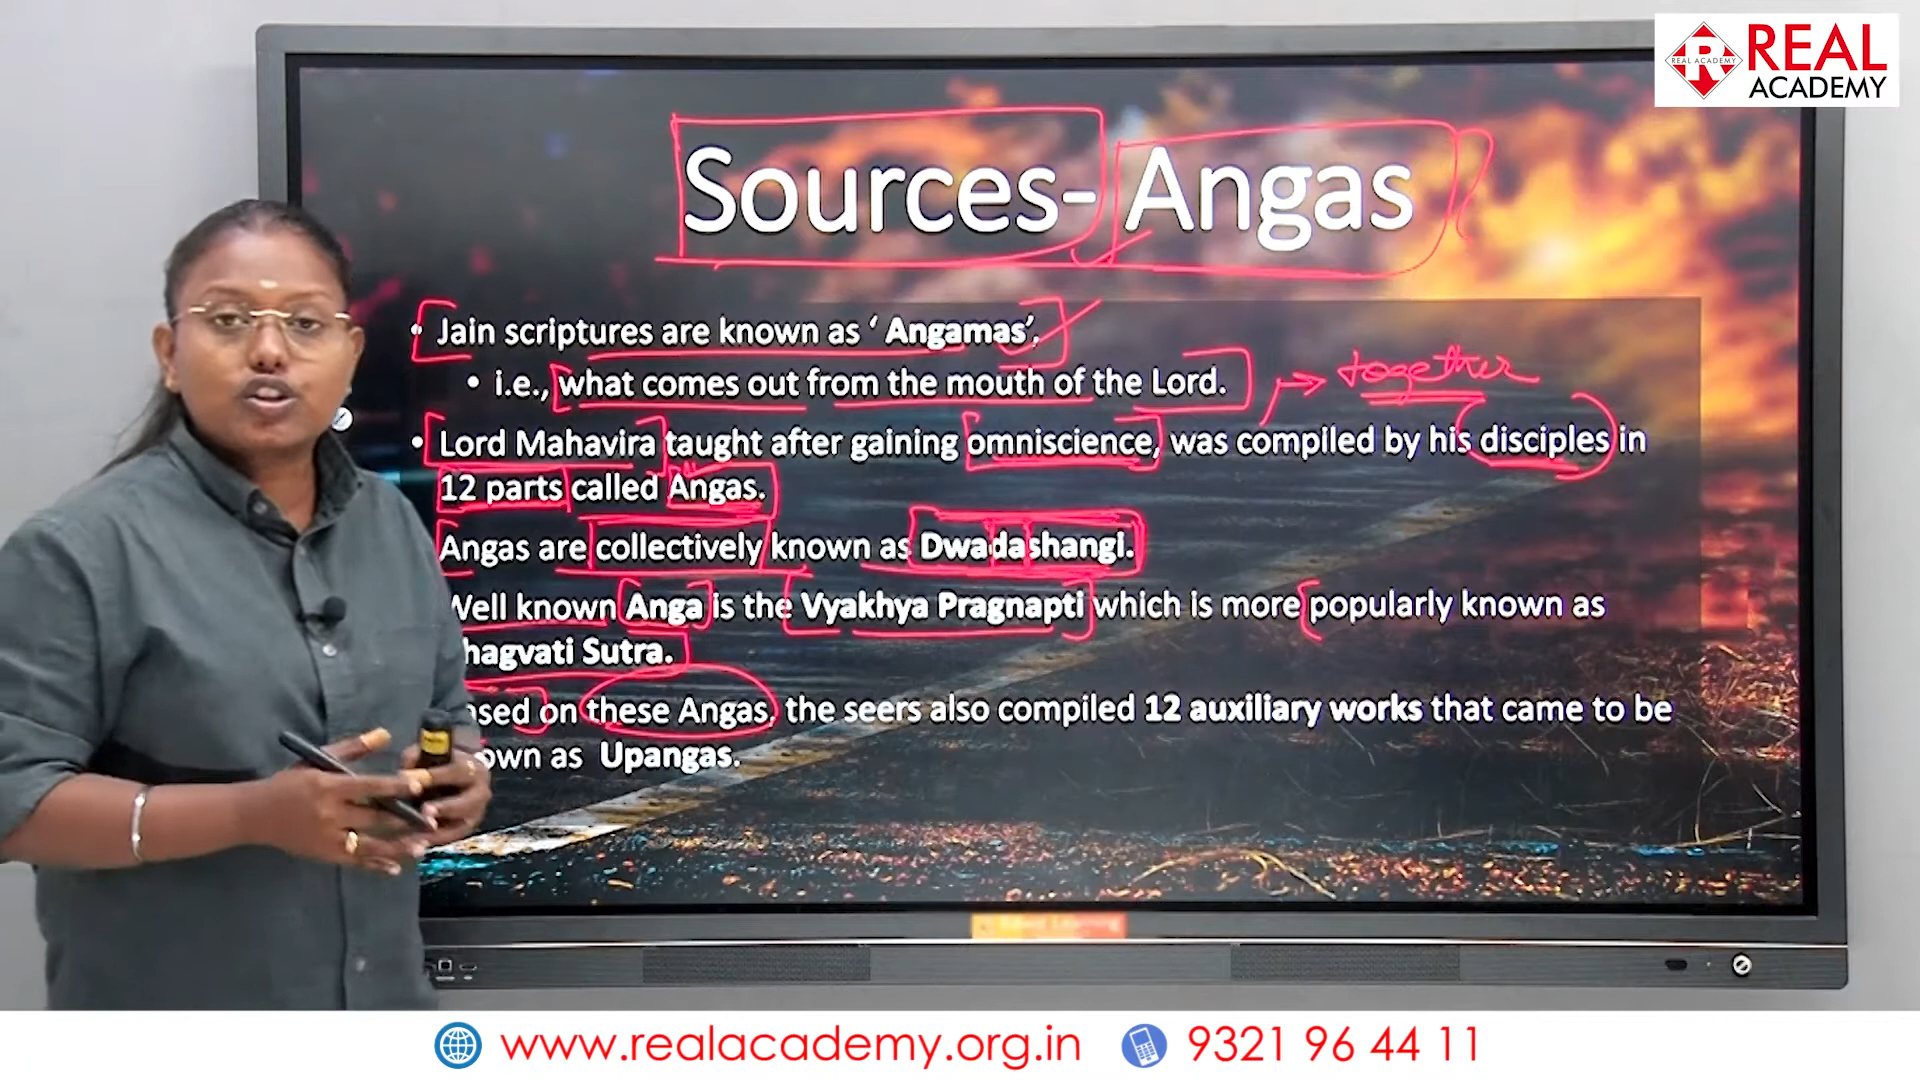 REAL
ACADEMY
REAL ACADEMY
Sources- Angas
• Jain scriptures are known as ‘ Angamas’,
• i.e., what comes out from the mouth of the Lord.
together
• Lord Mahavira taught after gaining omniscience, was compiled by his disciples in
12 parts called Angas.
Angas are collectively known as Dwadashangi.
Well known Anga is the Vyakhya Pragnapti which is more popularly known as
hagvati Sutra.
ased on these Angas, the seers also compiled 12 auxiliary works that came to be
own as Upangas.
www.realacademy.org.in 9321 96 44 11